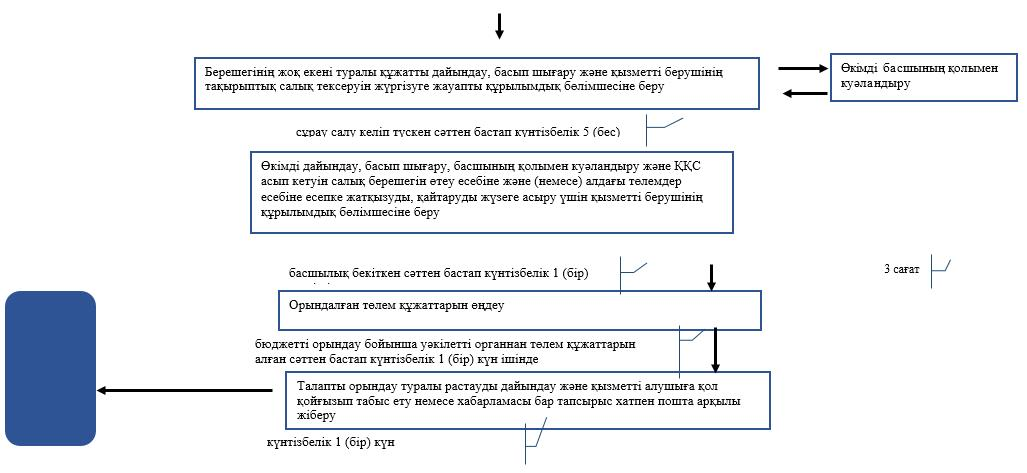 Берешегінің жоқ екені туралы құжатты дайындау, басып шығару және қызметті берушінің
тақырыптық салық тексеруін жүргізуге жауапты құрылымдық бөлімшесіне беру
Өкімді басшының қолымен
куәландыру
сұрау салу келіп түскен сәттен бастап күнтізбелік 5 (бес)
Өкімді дайындау, басып шығару, басшының қолымен куәландыру және ҚҚС
асып кетуін салық берешегін өтеу есебіне және (немесе) алдағы төлемдер
есебіне есепке жатқызуды, қайтаруды жүзеге асыру үшін қызметті берушінің
құрылымдық бөлімшесіне беру
басшылық бекіткен сәттен бастап күнтізбелік 1 (бір)
3 сағат
Орындалған төлем құжаттарын өңдеу
бюджетті орындау бойынша уәкілетті органнан төлем құжаттарын
алған сәттен бастап күнтізбелік 1 (бір) күн ішінде
Талапты орындау туралы растауды дайындау және қызметті алушыға қол
қойғызып табыс ету немесе хабарламасы бар тапсырыс хатпен пошта арқылы
жіберу
күнтізбелік 1 (бір) күн